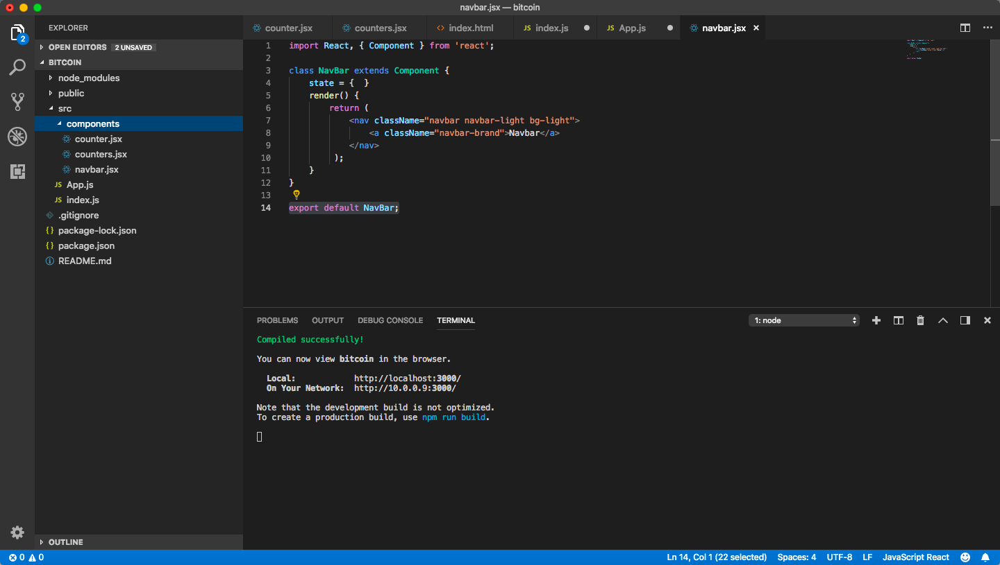 navbar.jsx — bitcoin
2
EXPLORER
OPEN EDITORS 2 UNSAVED
BITCOIN
node_modules
public
src
components
counter.jsx
counters.jsx
navbar.jsx
JS App.js
JS index.js
.gitignore
{} package-lock.json
{} package.json
README.md
OUTLINE
counter.jsx counters.jsx <> index.html JS index.js JS App.js navbar.jsx
1 import React, { Component } from 'react';
2
3 class NavBar extends Component {
4 state = {  }
5 render() {
6 return (
7 <nav className="navbar navbar-light bg-light">
8 <a className="navbar-brand">Navbar</a>
9 </nav>
10 );
11 }
12 }
13
14 export default NavBar;
PROBLEMS OUTPUT DEBUG CONSOLE TERMINAL 1: node
Compiled successfully!
You can now view bitcoin in the browser.
Local: http://localhost:3000/
On Your Network: http://10.0.0.9:3000/
Note that the development build is not optimized.
To create a production build, use npm run build.
0 0 Ln 14, Col 1 (22 selected) Spaces: 4 UTF-8 LF JavaScript React